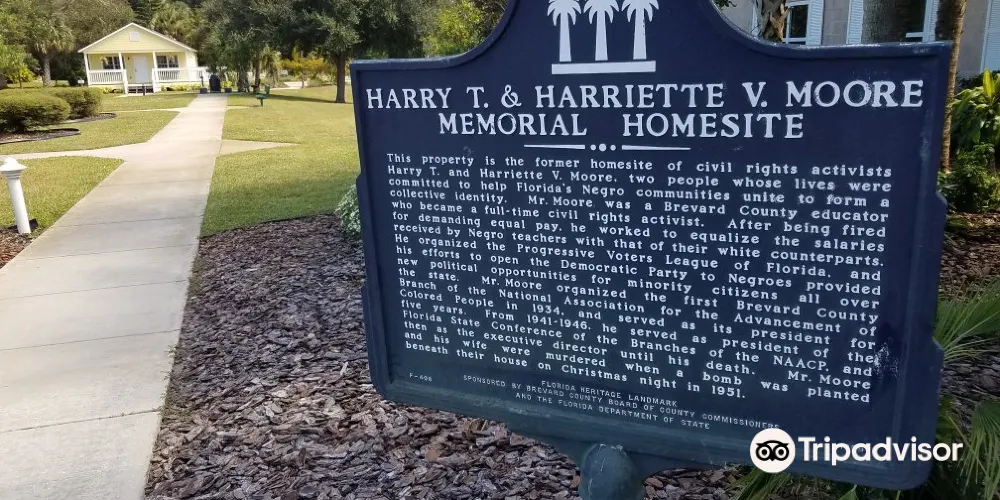 HARRY T. & HARRIETTE V. MOORE
MEMORIAL HOMESITE
This property is the former homesite of civil rights activists
Harry T. and Harriette V. Moore, two people whose lives were
committed to help Florida's Negro communities unite to form a
collective identity. Mr. Moore was a Brevard County educator
who became a full-time civil rights activist. After being fired
for demanding equal pay, he worked to equalize the salaries
received by Negro teachers with that of their white counterparts.
He organized the Progressive Voters League of Florida, and
his efforts to open the Democratic Party to Negroes provided
new political opportunities for minority citizens all over
the state. Mr. Moore organized the first Brevard County
Branch of the National Association for the Advancement of
Colored People in 1934, and served as its president for
five years. From 1941-1946, he served as president of the
Florida State Conference of the Branches of the NAACP, and
then as the executive director until his death. Mr. Moore
and his wife were murdered when a bomb was planted
beneath their house on Christmas night in 1951.
FLORIDA HERITAGE LANDMARK
F-496 SPONSORED BY BREVARD COUNTY BOARD OF COUNTY COMMISSIONERS
AND THE FLORIDA DEPARTMENT OF STATE
Tripadvisor